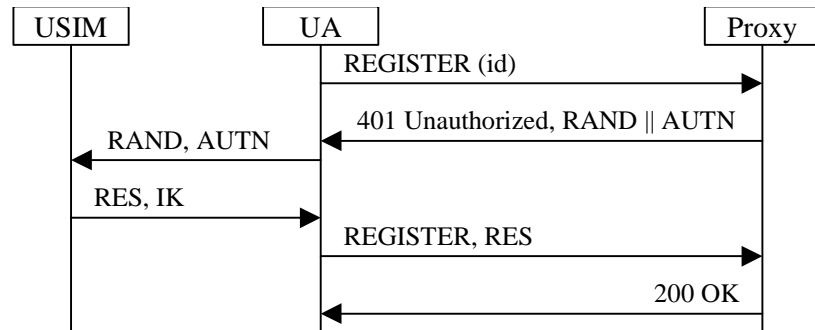 USIM
UA
Proxy
REGISTER (id)
401 Unauthorized, RAND || AUTN
RAND, AUTN
RES, IK
REGISTER, RES
200 OK